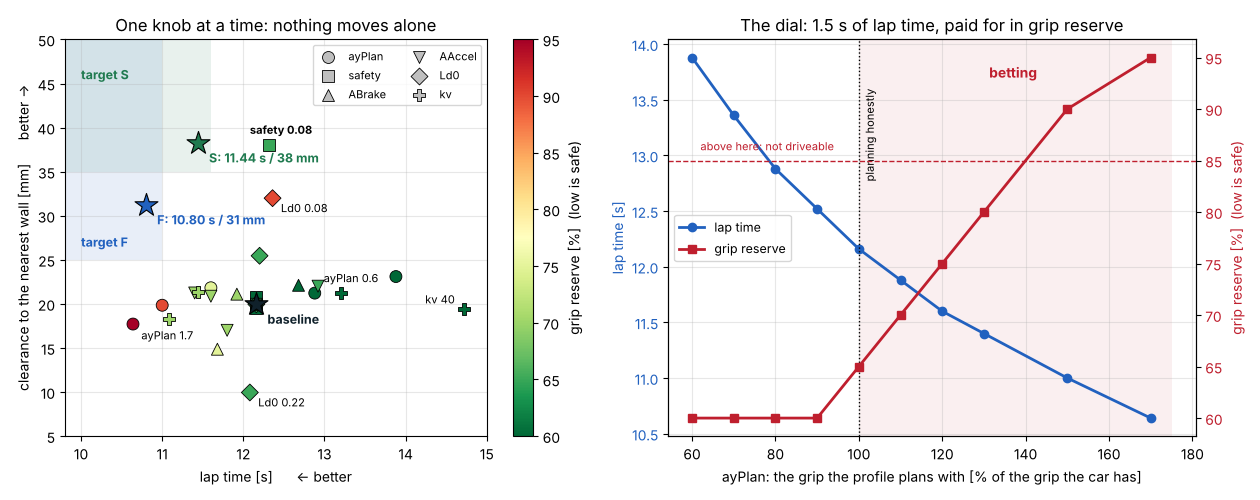 One knob at a time: nothing moves alone
50
45
40
35
30
25
20
15
10
5
clearance to the nearest wall [mm] better →
target S
target F
ayPlan
safety
ABrake
AAccel
Ld0
kv
safety 0.08
S: 11.44 s / 38 mm
Ld0 0.08
F: 10.80 s / 31 mm
ayPlan 0.6
kv 40
baseline
ayPlan 1.7
Ld0 0.22
10 11 12 13 14 15
lap time [s] ← better
95
90
85
80
75
70
65
60
grip reserve [%] (low is safe)
The dial: 1.5 s of lap time, paid for in grip reserve
14.0
13.5
13.0
12.5
12.0
11.5
11.0
10.5
lap time [s]
betting
planning honestly
above here: not driveable
lap time
grip reserve
95
90
85
80
75
70
65
60
grip reserve [%] (low is safe)
60 80 100 120 140 160 180
ayPlan: the grip the profile plans with [% of the grip the car has]